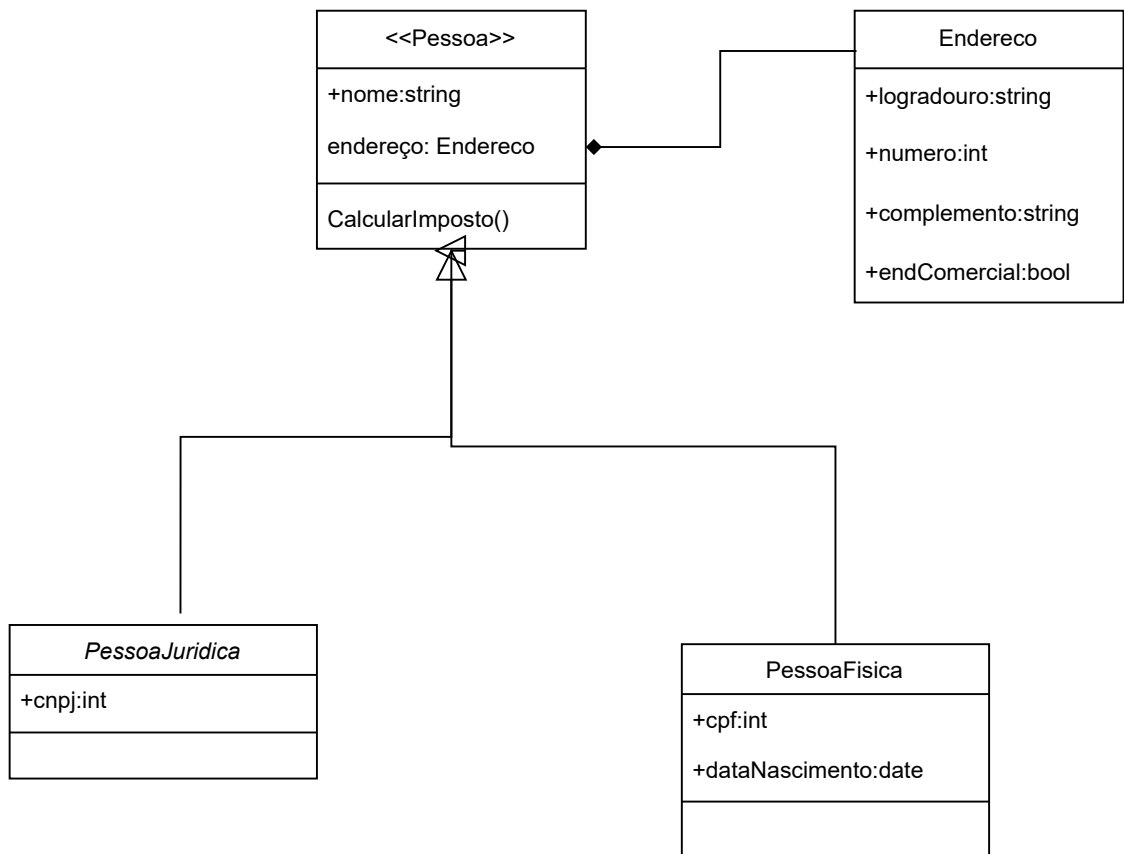 <<Pessoa>>
+nome:string
endereço: Endereco
CalcularImposto()
Endereco
+logradouro:string
+numero:int
+complemento:string
+endComercial:bool
PessoaJuridica
+cnpj:int
PessoaFisica
+cpf:int
+dataNascimento:date